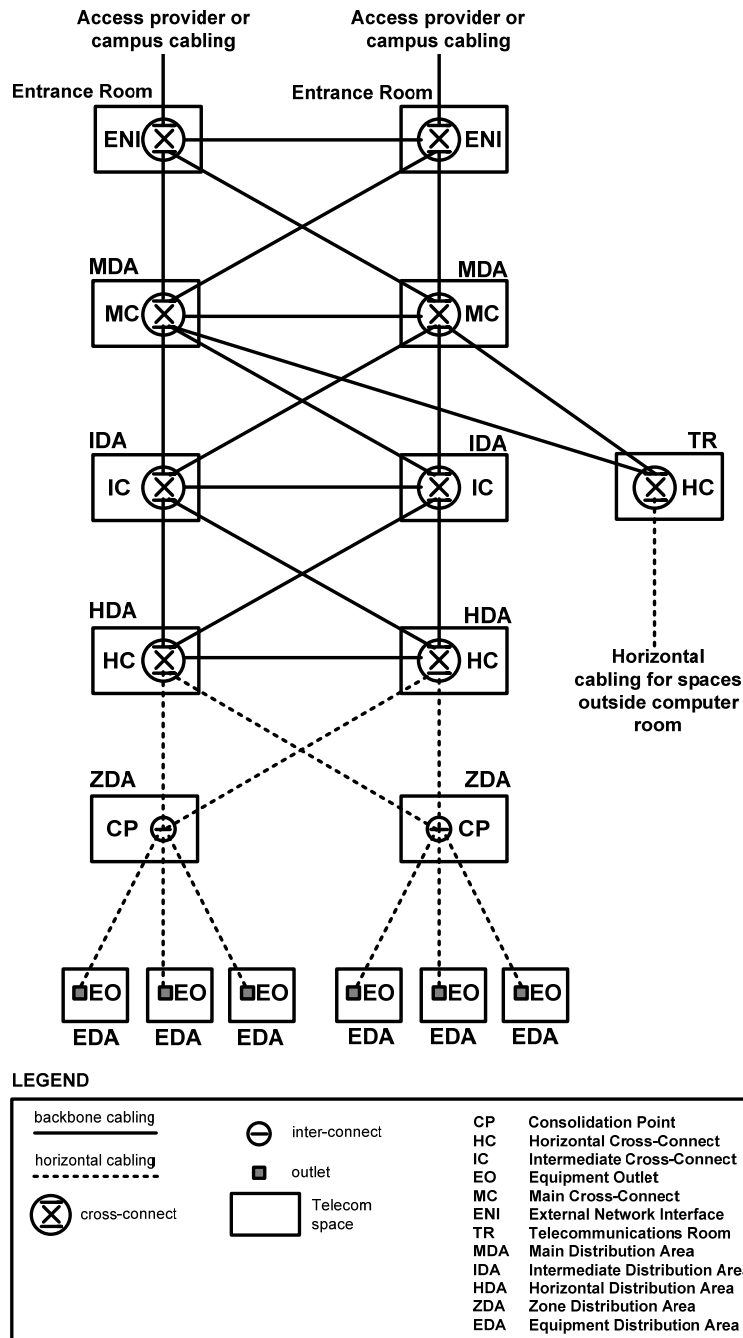 Access provider or
campus cabling
Access provider or
campus cabling
Entrance Room
Entrance Room
ENI
ENI
MDA
MDA
MC
MC
IDA
IDA
TR
IC
IC
HC
HDA
HDA
HC
HC
Horizontal
cabling for spaces
outside computer
room
ZDA
ZDA
CP
CP
EO
EO
EO
EO
EO
EO
EDA
EDA
EDA
EDA
EDA
EDA
LEGEND
backbone cabling
horizontal cabling
cross-connect
inter-connect
outlet
Telecom
space
CP Consolidation Point
HC Horizontal Cross-Connect
IC Intermediate Cross-Connect
EO Equipment Outlet
MC Main Cross-Connect
ENI External Network Interface
TR Telecommunications Room
MDA Main Distribution Area
IDA Intermediate Distribution Are
HDA Horizontal Distribution Area
ZDA Zone Distribution Area
EDA Equipment Distribution Area